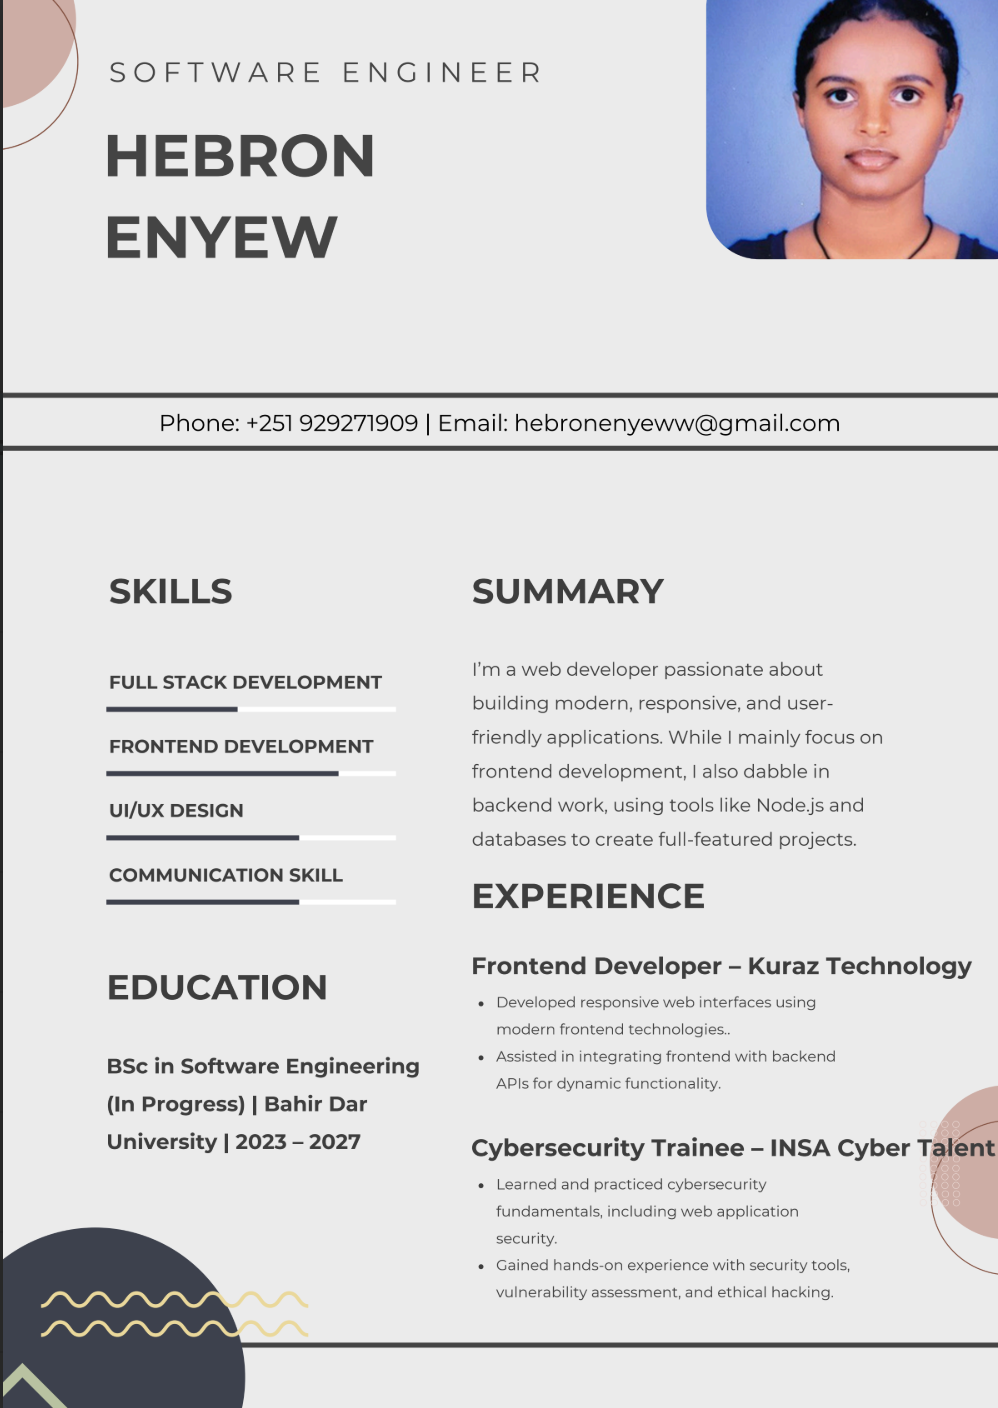 SOFTWARE ENGINEER
HEBRON
ENYEW
Phone: +251 929271909 | Email: hebronenyeww@gmail.com
SKILLS
FULL STACK DEVELOPMENT
FRONTEND DEVELOPMENT
UI/UX DESIGN
COMMUNICATION SKILL
EDUCATION
BSc in Software Engineering
(In Progress) | Bahir Dar
University | 2023 – 2027
SUMMARY
I’m a web developer passionate about
building modern, responsive, and user-
friendly applications. While I mainly focus on
frontend development, I also dabble in
backend work, using tools like Node.js and
databases to create full-featured projects.
EXPERIENCE
Frontend Developer – Kuraz Technology
• Developed responsive web interfaces using
modern frontend technologies..
• Assisted in integrating frontend with backend
APIs for dynamic functionality.
Cybersecurity Trainee – INSA Cyber Talent
• Learned and practiced cybersecurity
fundamentals, including web application
security.
• Gained hands-on experience with security tools,
vulnerability assessment, and ethical hacking.